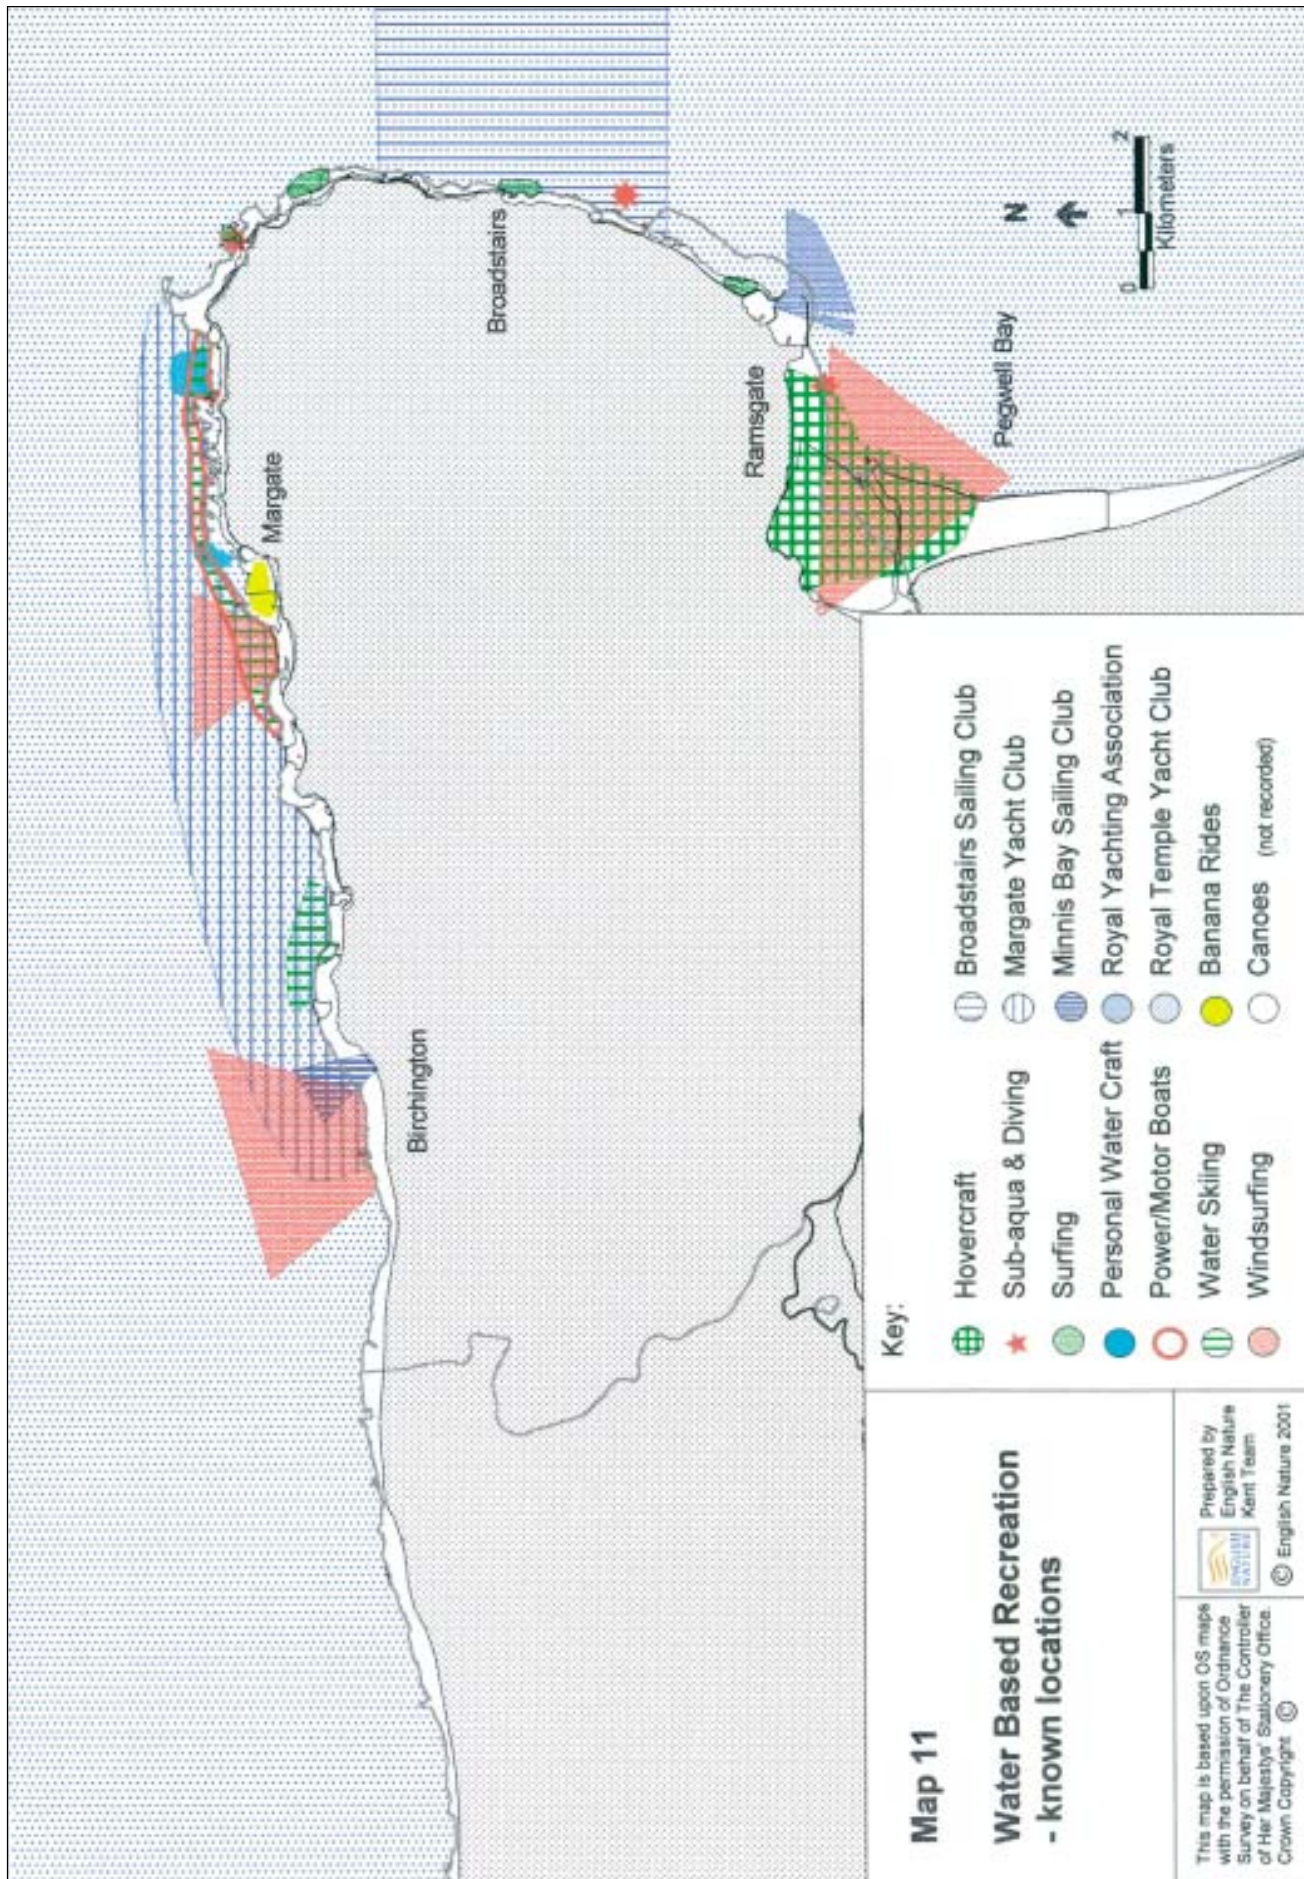 Margate
Broadstairs
Birchington
Ramsgate
Pegwell Bay
N
0 1 2
Kilometers
Map 11
Water Based Recreation
- known locations
Key:
Hovercraft
Sub-aqua & Diving
Surfing
Personal Water Craft
Power/Motor Boats
Water Skiing
Windsurfing
Broadstairs Sailing Club
Margate Yacht Club
Minnis Bay Sailing Club
Royal Yachting Association
Royal Temple Yacht Club
Banana Rides
Canoes (not recorded)
This map is based upon OS maps
with the permission of Ordnance
Survey on behalf of The Controller
of Her Majestys' Stationery Office.
Crown Copyright ©
ENGLISH
NATURE
Prepared by
English Nature
Kent Team
© English Nature 2001